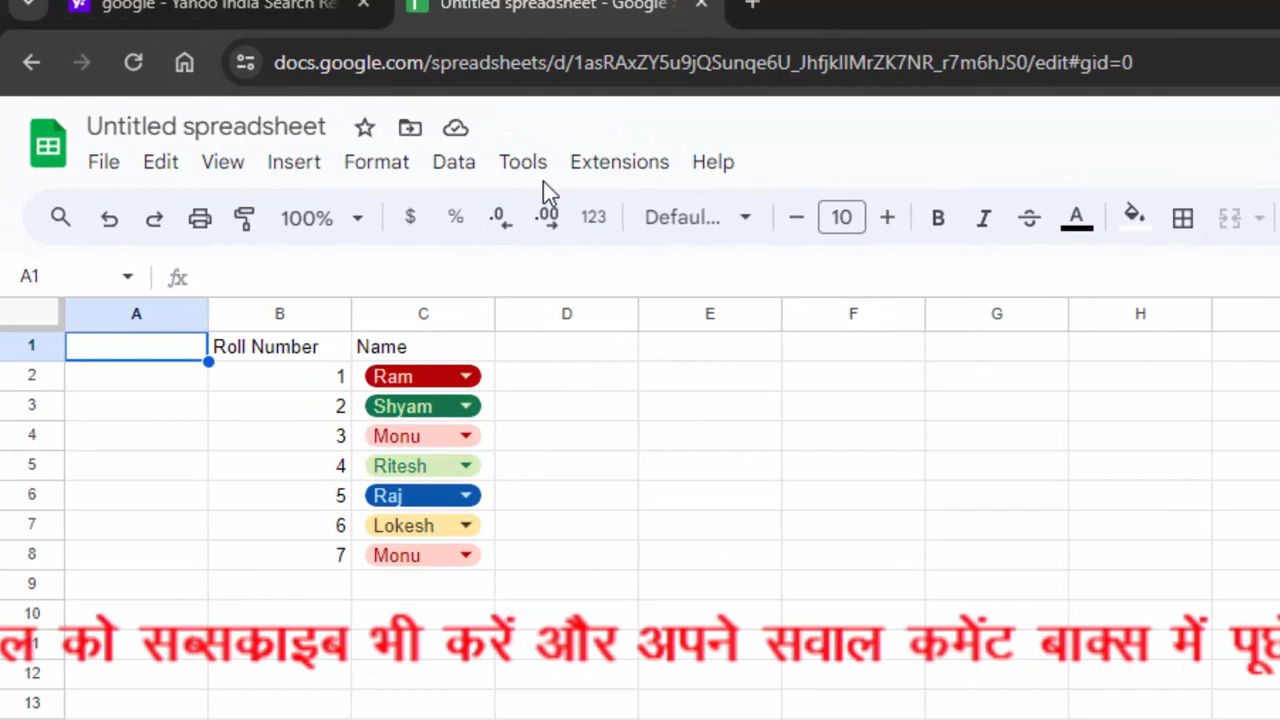 google - Yahoo India Search Re
Untitled spreadsheet - Google S
docs.google.com/spreadsheets/d/1asRAxZY5u9jQSunqe6U_JhfjkIlMrZK7NR_r7m6hJS0/edit#gid=0
Untitled spreadsheet
File Edit View Insert Format Data Tools Extensions Help
100% $ % .0 .00 123 Defaul... 10 B I A
A1 fx
A B C D E F G H
1 Roll Number Name
2 1 Ram
3 2 Shyam
4 3 Monu
5 4 Ritesh
6 5 Raj
7 6 Lokesh
8 7 Monu
9
10
ल को सब्सक्राइब भी करें और अपने सवाल कमेंट बाक्स में पूछे
12
13